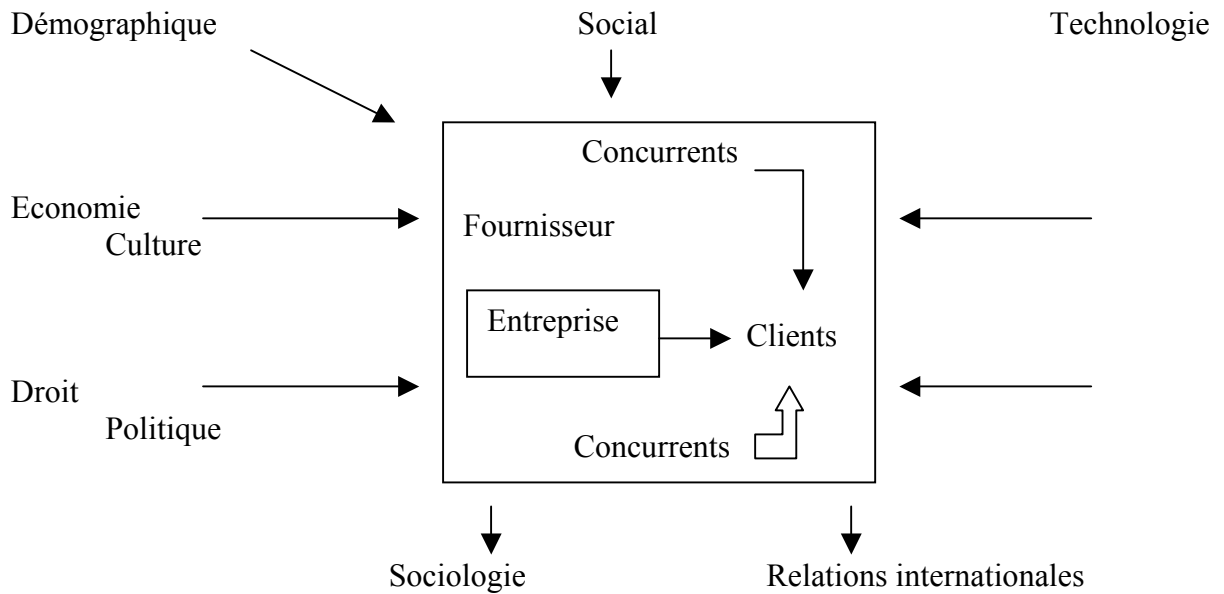 Démographique Social Technologie
Concurrents
Economie
Culture
Fournisseur
Entreprise
Clients
Droit
Politique
Concurrents
Sociologie Relations internationales